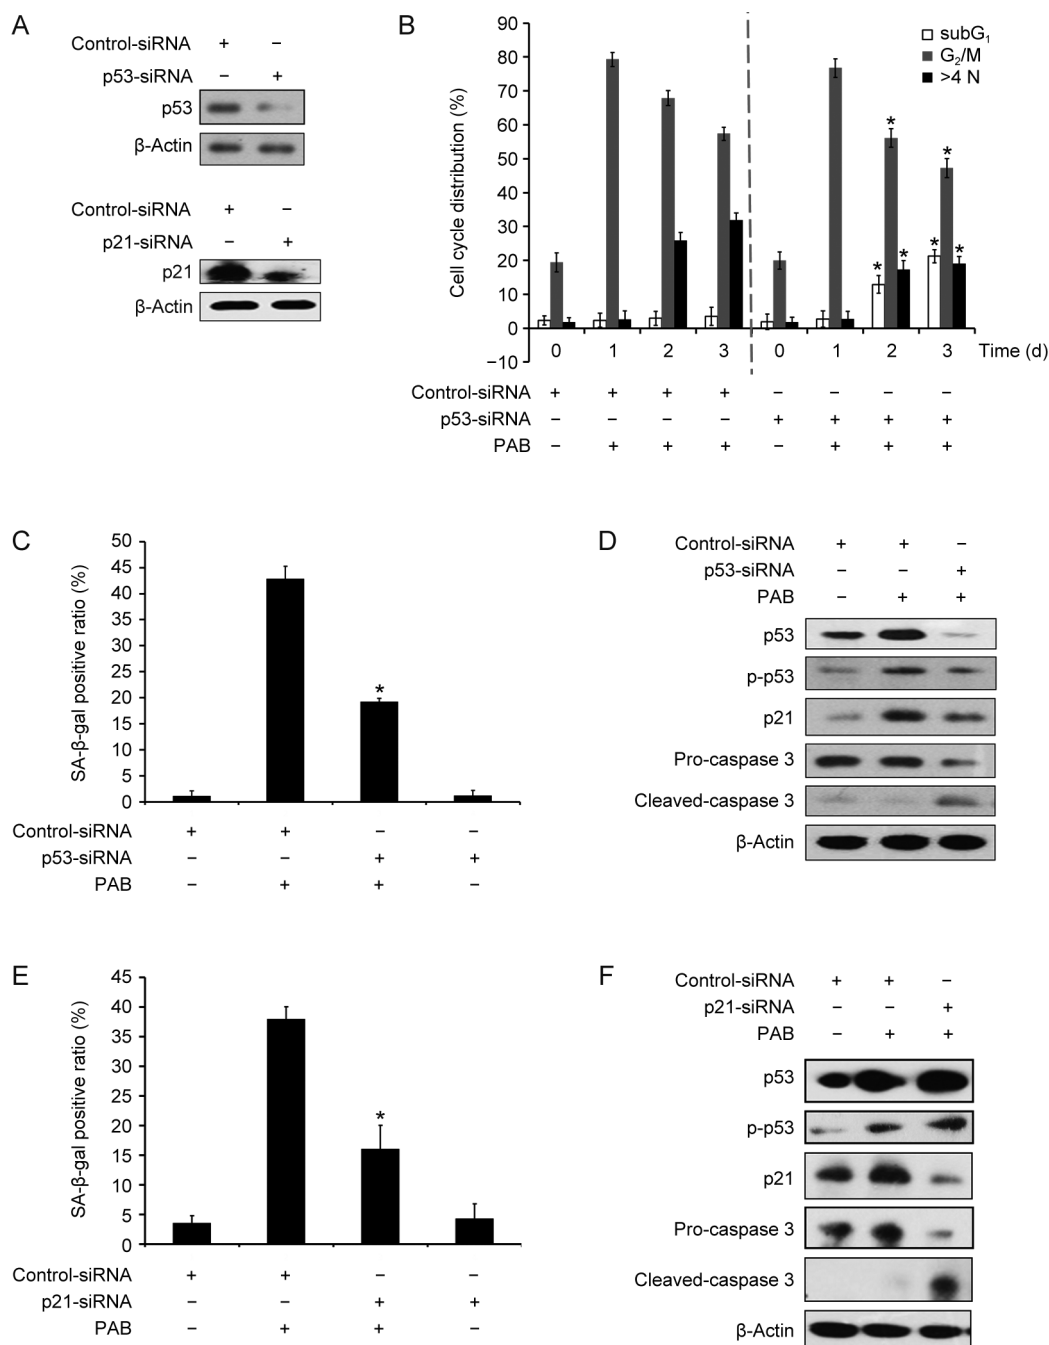 A
Control-siRNA + −
p53-siRNA − +
p53
β-Actin
Control-siRNA + −
p21-siRNA − +
p21
β-Actin
B
Cell cycle distribution (%)
90
80
70
60
50
40
30
20
10
0
−10
subG1
G2/M
>4 N
* * * * * *
0 1 2 3 0 1 2 3 Time (d)
Control-siRNA + + + + − − − −
p53-siRNA − − − − + + + +
PAB − + + + − + + +
C
SA-β-gal positive ratio (%)
50
45
40
35
30
25
20
15
10
5
0
*
Control-siRNA + + − −
p53-siRNA − − + +
PAB − + + −
D
Control-siRNA + + −
p53-siRNA − − +
PAB − + +
p53
p-p53
p21
Pro-caspase 3
Cleaved-caspase 3
β-Actin
E
SA-β-gal positive ratio (%)
45
40
35
30
25
20
15
10
5
0
*
Control-siRNA + + − −
p21-siRNA − − + +
PAB − + + −
F
Control-siRNA + + −
p21-siRNA − − +
PAB − + +
p53
p-p53
p21
Pro-caspase 3
Cleaved-caspase 3
β-Actin